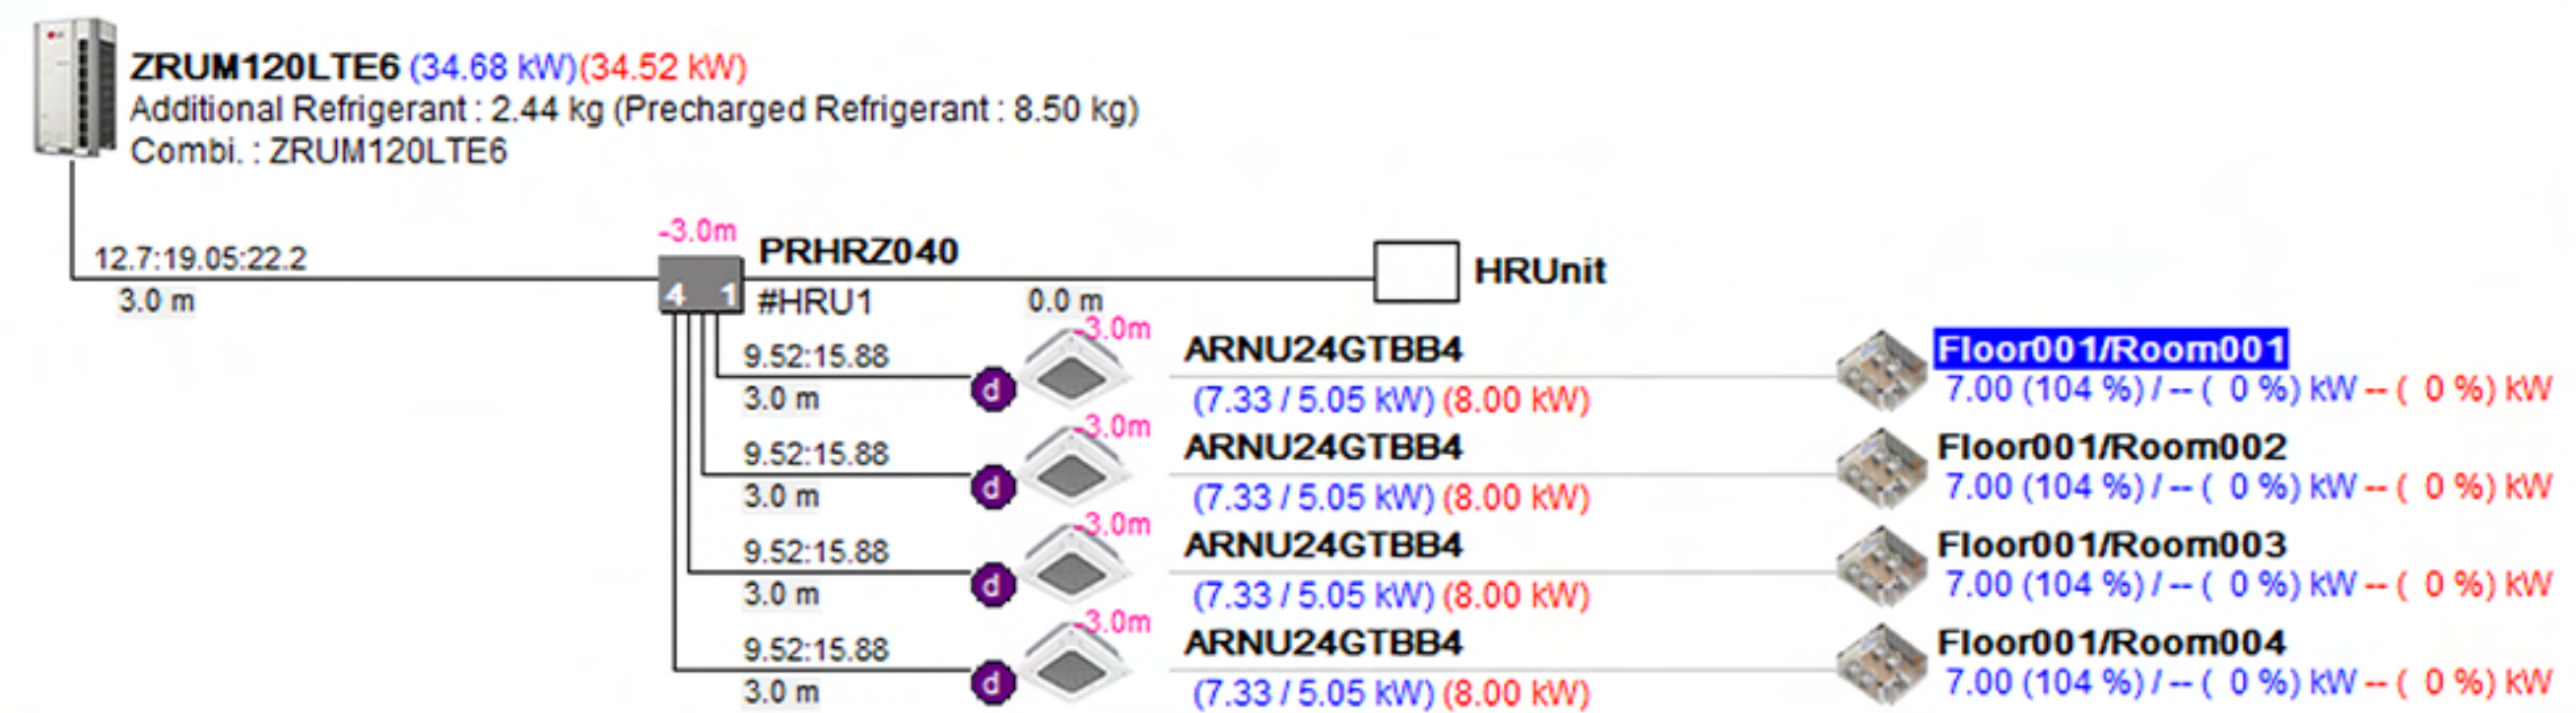 ZRUM120LTE6 (34.68 kW)(34.52 kW)
Additional Refrigerant : 2.44 kg (Precharged Refrigerant : 8.50 kg)
Combi. : ZRUM120LTE6
-3.0m
12.7:19.05:22.2
PRHRZ040
HRUnit
4 1
3.0 m
#HRU1
0.0 m
-3.0m
9.52:15.88
ARNU24GTBB4
Floor001/Room001
3.0 m
d
(7.33 / 5.05 kW) (8.00 kW)
7.00 (104 %) / -- ( 0 %) kW -- ( 0 %) kW
-3.0m
9.52:15.88
ARNU24GTBB4
Floor001/Room002
3.0 m
d
(7.33 / 5.05 kW) (8.00 kW)
7.00 (104 %) / -- ( 0 %) kW -- ( 0 %) kW
-3.0m
9.52:15.88
ARNU24GTBB4
Floor001/Room003
3.0 m
d
(7.33 / 5.05 kW) (8.00 kW)
7.00 (104 %) / -- ( 0 %) kW -- ( 0 %) kW
-3.0m
9.52:15.88
ARNU24GTBB4
Floor001/Room004
3.0 m
d
(7.33 / 5.05 kW) (8.00 kW)
7.00 (104 %) / -- ( 0 %) kW -- ( 0 %) kW